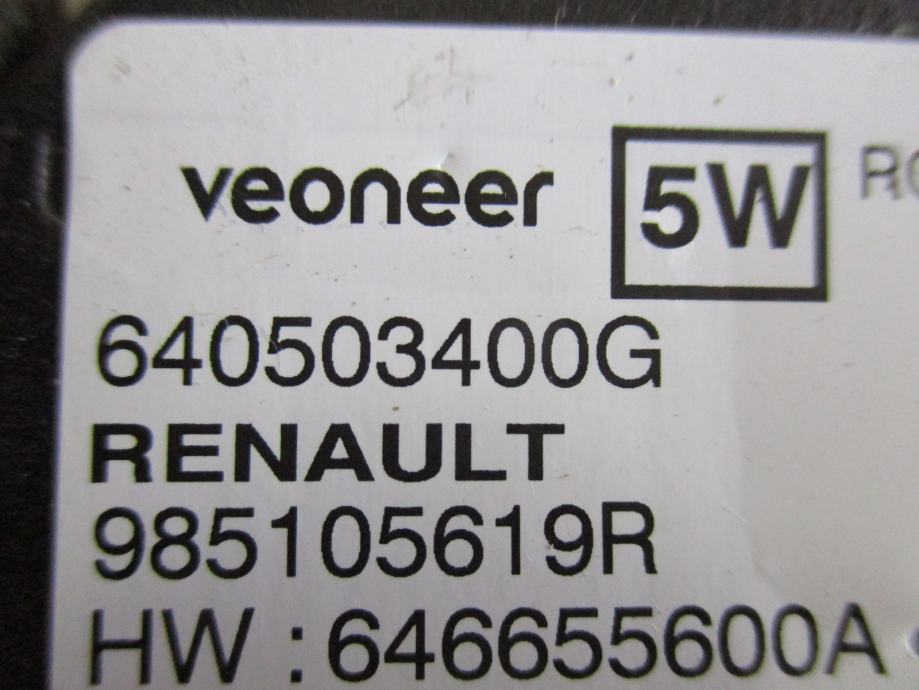 veoneer 5W
640503400G
RENAULT
985105619R
HW : 646655600A